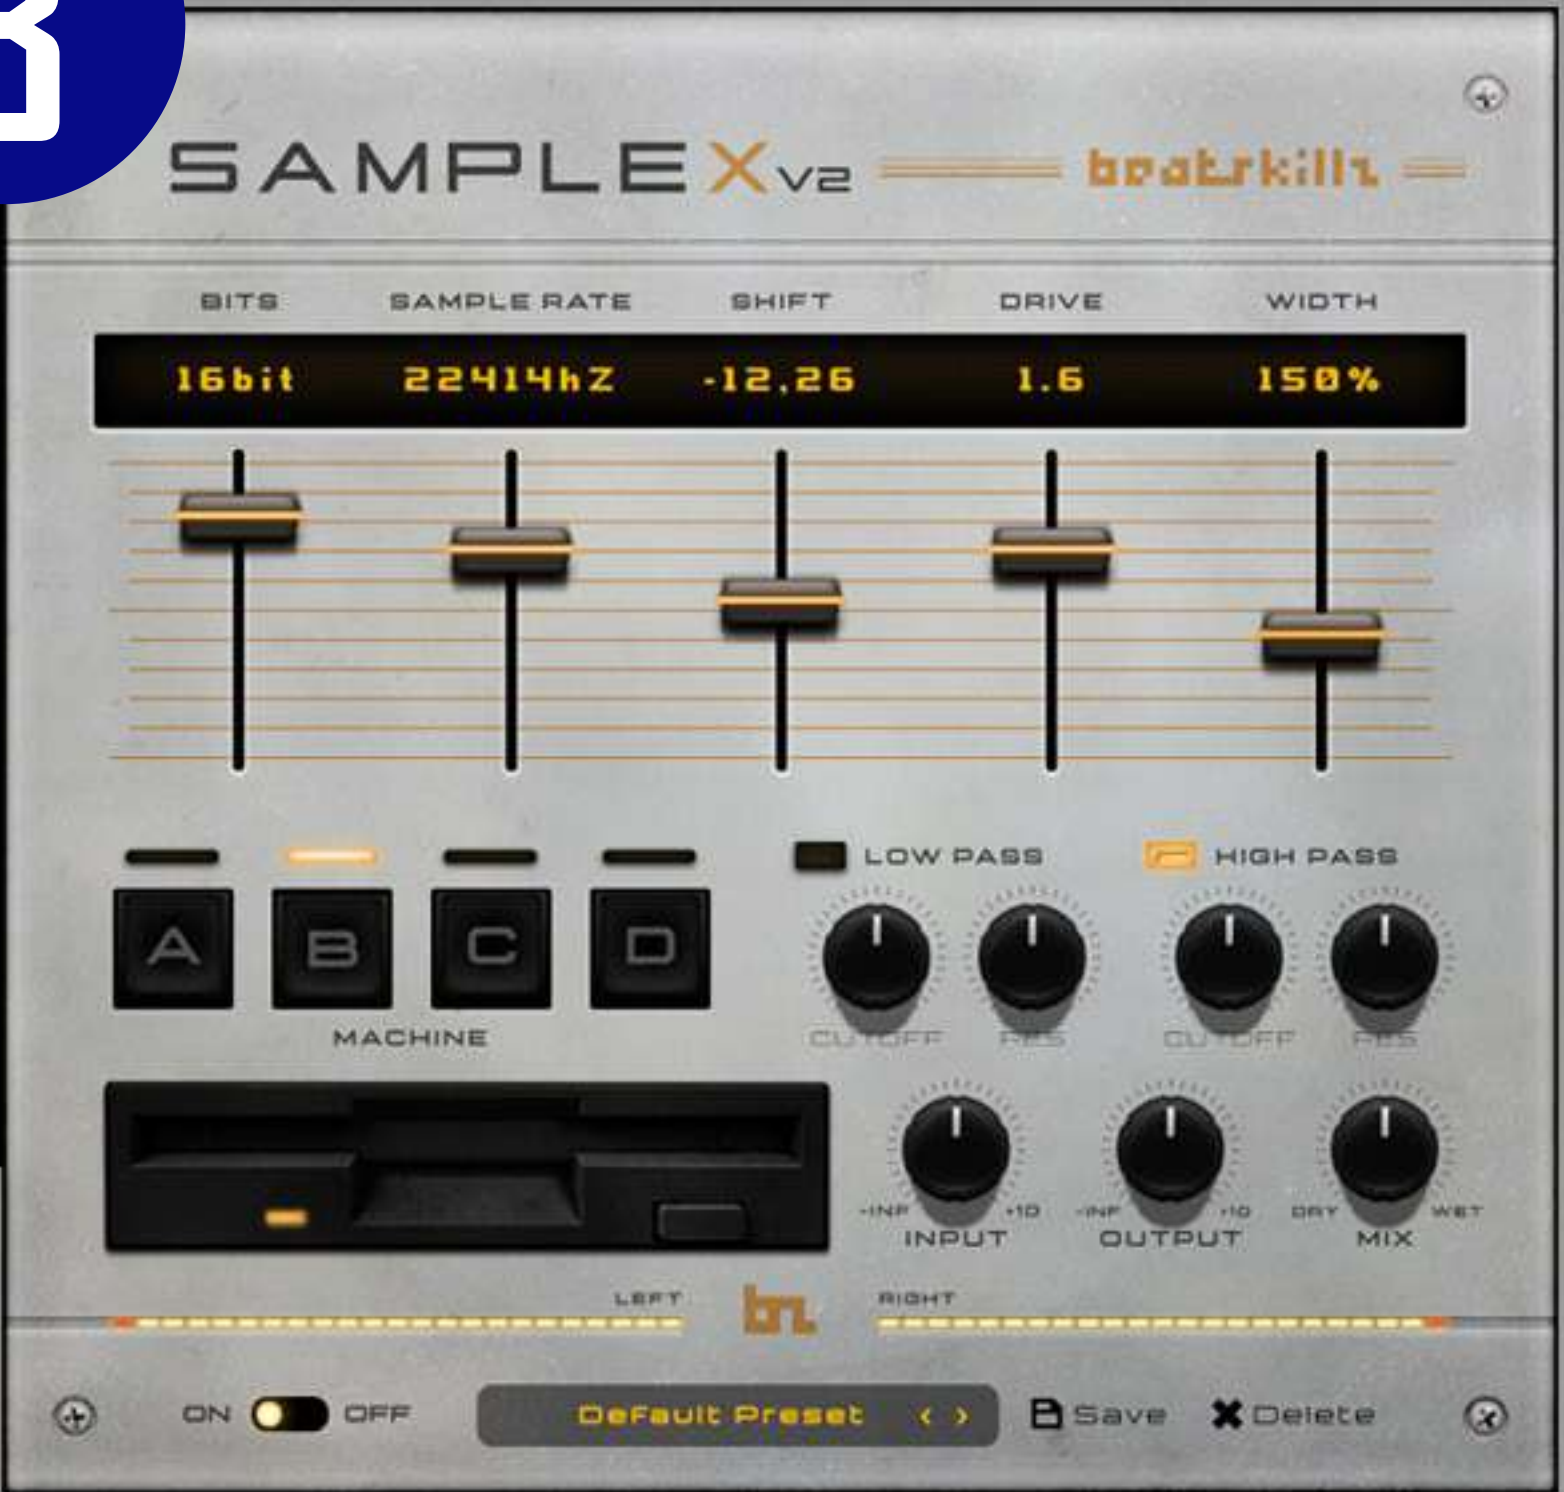 SAMPLEX V2 beatskillz
BITS SAMPLE RATE SHIFT DRIVE WIDTH
16bit 22414hZ -12.26 1.6 150%
LOW PASS HIGH PASS
A B C D
CUTOFF RES CUTOFF RES
MACHINE
-INF +10 -INF +10 DRY WET
INPUT OUTPUT MIX
LEFT bz RIGHT
ON OFF Default Preset < > Save Delete